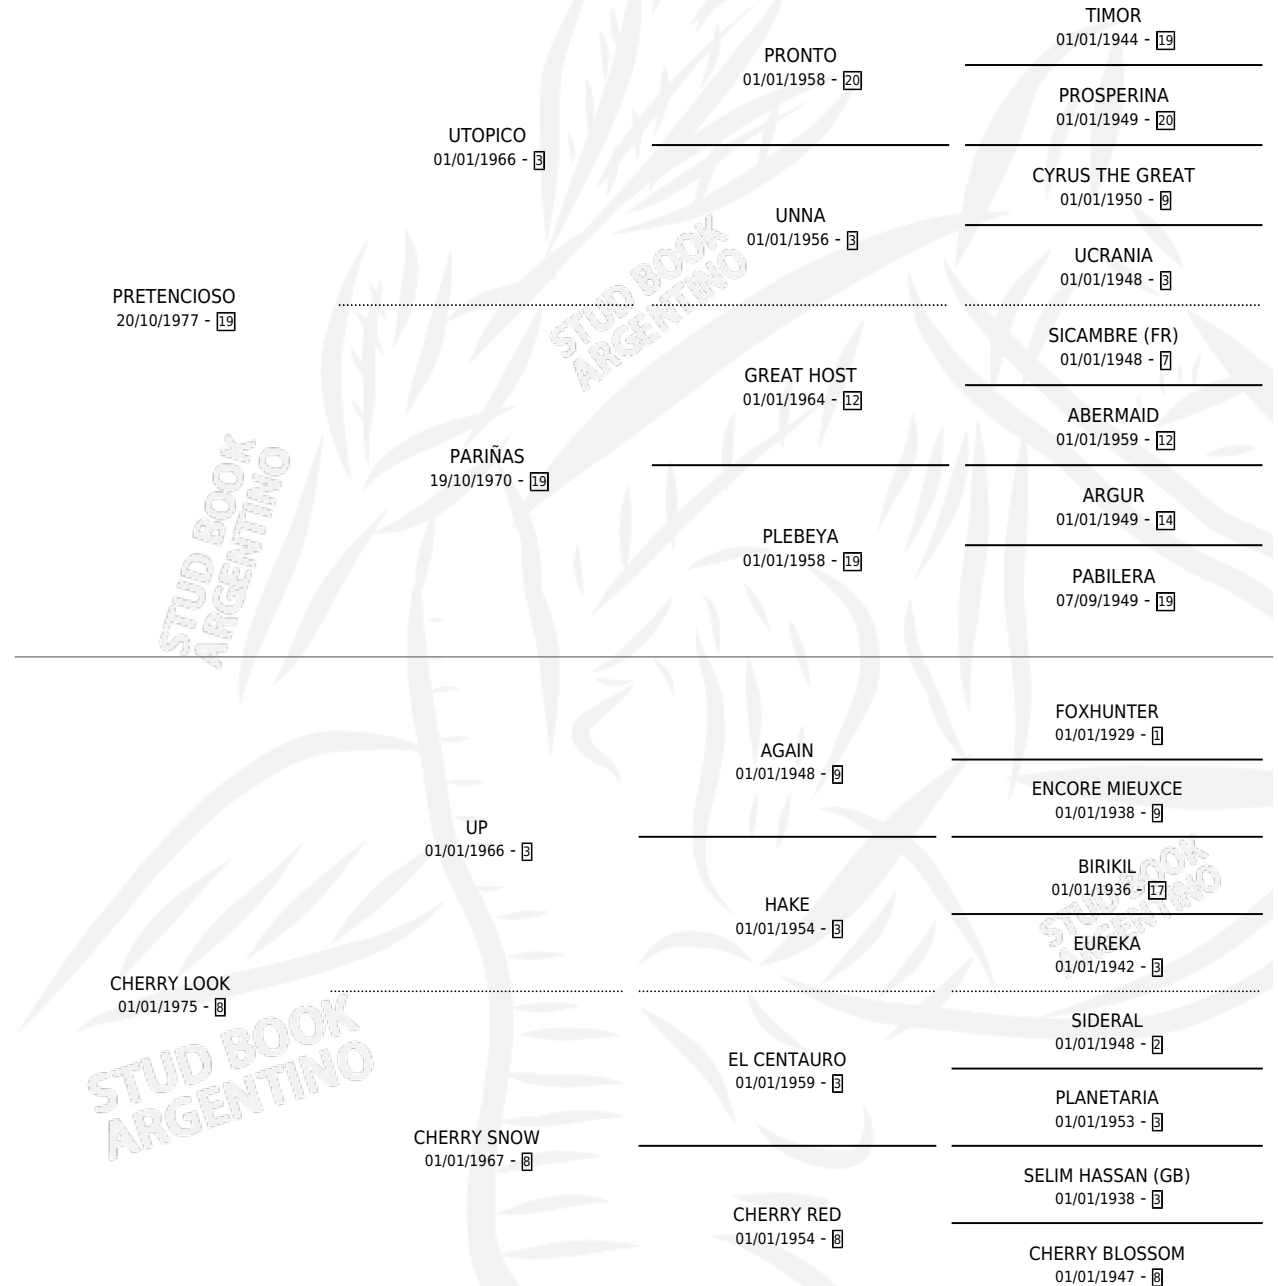 TIMOR
01/01/1944 - 19
PRONTO
01/01/1958 - 20
PROSPERINA
01/01/1949 - 20
UTOPICO
01/01/1966 - 3
CYRUS THE GREAT
01/01/1950 - 9
UNNA
01/01/1956 - 3
UCRANIA
01/01/1948 - 3
PRETENCIOSO
20/10/1977 - 19
SICAMBRE (FR)
01/01/1948 - 7
GREAT HOST
01/01/1964 - 12
ABERMAID
01/01/1959 - 12
PARIÑAS
19/10/1970 - 19
ARGUR
01/01/1949 - 14
PLEBEYA
01/01/1958 - 19
PABILERA
07/09/1949 - 19
FOXHUNTER
01/01/1929 - 1
AGAIN
01/01/1948 - 9
ENCORE MIEUXCE
01/01/1938 - 9
UP
01/01/1966 - 3
BIRIKIL
01/01/1936 - 17
HAKE
01/01/1954 - 3
EUREKA
01/01/1942 - 3
CHERRY LOOK
01/01/1975 - 8
SIDERAL
01/01/1948 - 2
EL CENTAURO
01/01/1959 - 3
PLANETARIA
01/01/1953 - 3
CHERRY SNOW
01/01/1967 - 8
SELIM HASSAN (GB)
01/01/1938 - 3
CHERRY RED
01/01/1954 - 8
CHERRY BLOSSOM
01/01/1947 - 8
STUD BOOK
ARGENTINO
STUD BOOK
ARGENTINO
STUD BOOK
ARGENTINO
STUD BOOK
ARGENTINO